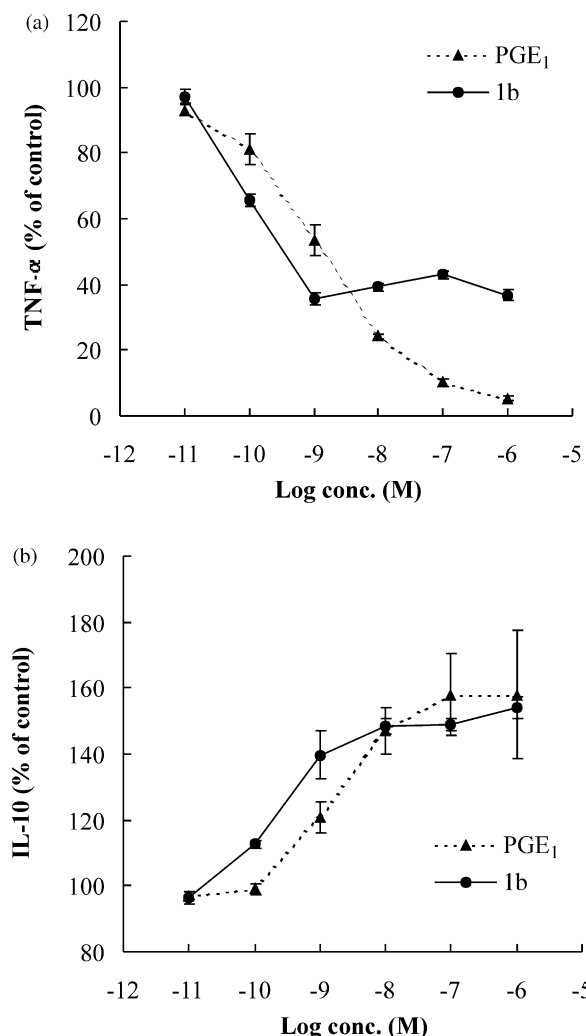 (a)
120
100
80
60
40
20
0
TNF-α (% of control)
PGE₁
1b
-12 -11 -10 -9 -8 -7 -6 -5
Log conc. (M)
(b)
200
180
160
140
120
100
80
IL-10 (% of control)
PGE₁
1b
-12 -11 -10 -9 -8 -7 -6 -5
Log conc. (M)